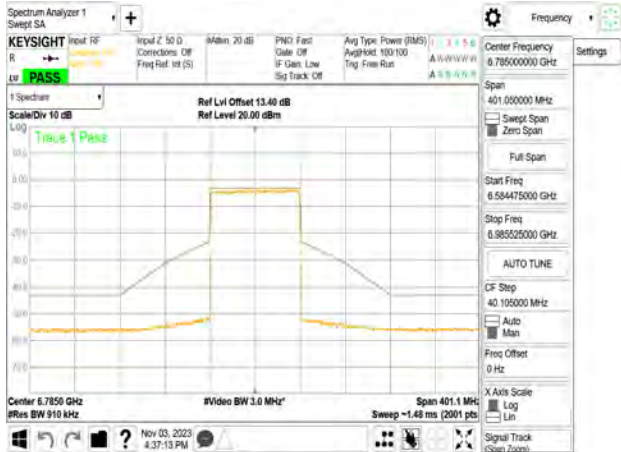 Spectrum Analyzer 1
Swept SA
Frequency
KEYSIGHT Input: RF
Input Z: 50 Ω
#Atten: 20 dB
PNO: Fast
Avg Type: Power (RMS)
R
Corrections: Off
Gate: Off
Avg|Hold: 100/100
Freq Ref: Int (S)
IF Gain: Low
Trig: Free Run
Sig Track: Off
LW PASS
Center Frequency
6.785000000 GHz
Settings
1 Spectrum
Ref Lvl Offset 13.40 dB
Scale/Div 10 dB
Ref Level 20.00 dBm
Log
Trace 1 Pass
Span
401.050000 MHz
Swept Span
Zero Span
Full Span
Start Freq
6.584475000 GHz
Stop Freq
6.985525000 GHz
AUTO TUNE
CF Step
40.105000 MHz
Auto
Man
Freq Offset
0 Hz
X Axis Scale
Log
Lin
Signal Track
(Span Zoom)
Center 6.7850 GHz
#Video BW 3.0 MHz*
Span 401.1 MHz
#Res BW 910 kHz
Sweep ~1.48 ms (2001 pts
Nov 03, 2023
4:37:13 PM